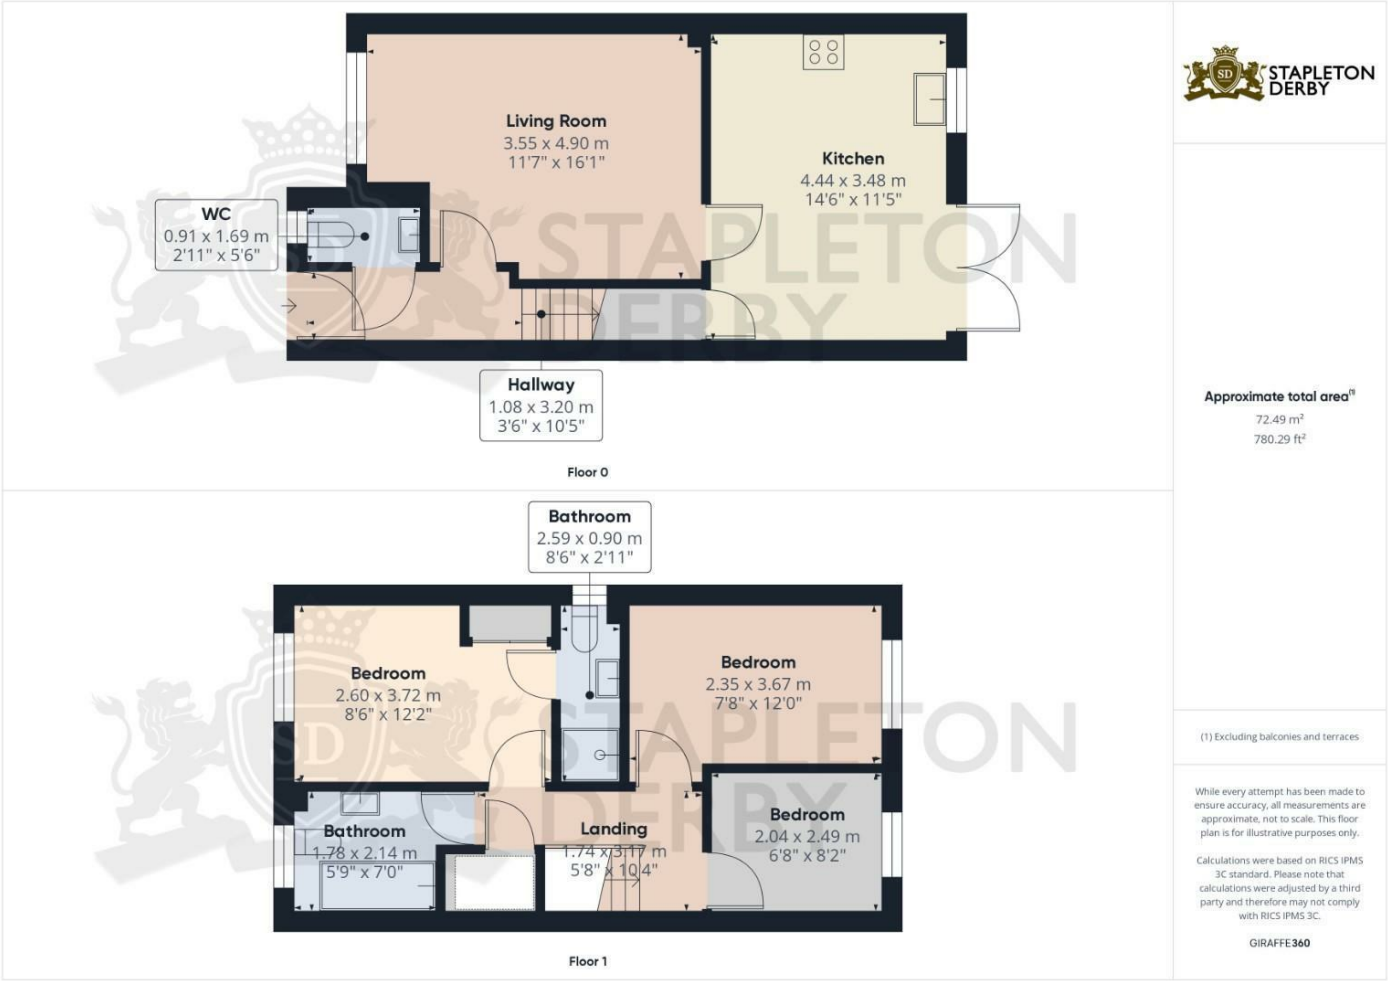 Living Room
3.55 x 4.90 m
11'7" x 16'1"
Kitchen
4.44 x 3.48 m
14'6" x 11'5"
WC
0.91 x 1.69 m
2'11" x 5'6"
Hallway
1.08 x 3.20 m
3'6" x 10'5"
Floor 0
SD
STAPLETON
DERBY
Bathroom
2.59 x 0.90 m
8'6" x 2'11"
Bedroom
2.60 x 3.72 m
8'6" x 12'2"
Bedroom
2.35 x 3.67 m
7'8" x 12'0"
Bathroom
1.78 x 2.14 m
5'9" x 7'0"
Landing
1.74 x 3.17 m
5'8" x 10'4"
Bedroom
2.04 x 2.49 m
6'8" x 8'2"
Floor 1
SD
STAPLETON
DERBY
SD
STAPLETON
DERBY
Approximate total area(1)
72.49 m²
780.29 ft²
(1) Excluding balconies and terraces
While every attempt has been made to
ensure accuracy, all measurements are
approximate, not to scale. This floor
plan is for illustrative purposes only.
Calculations were based on RICS IPMS
3C standard. Please note that
calculations were adjusted by a third
party and therefore may not comply
with RICS IPMS 3C.
GIRAFFE360